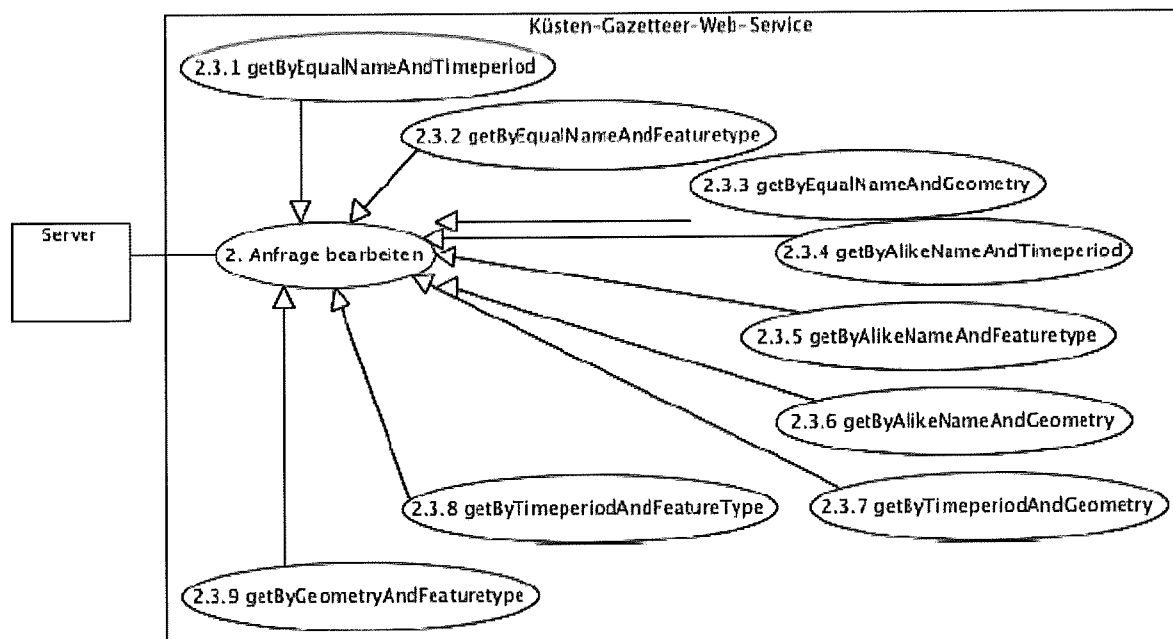 Küsten-Gazetteer-Web-Service
2.3.1 getByEqualNameAndTimeperiod
2.3.2 getByEqualNameAndFeaturetype
2.3.3 getByEqualNameAndGeometry
Server
2. Anfrage bearbeiten
2.3.4 getByAlikeNameAndTimeperiod
2.3.5 getByAlikeNameAndFeaturetype
2.3.6 getByAlikeNameAndGeometry
2.3.7 getByTimeperiodAndGeometry
2.3.8 getByTimeperiodAndFeatureType
2.3.9 getByGeometryAndFeaturetype